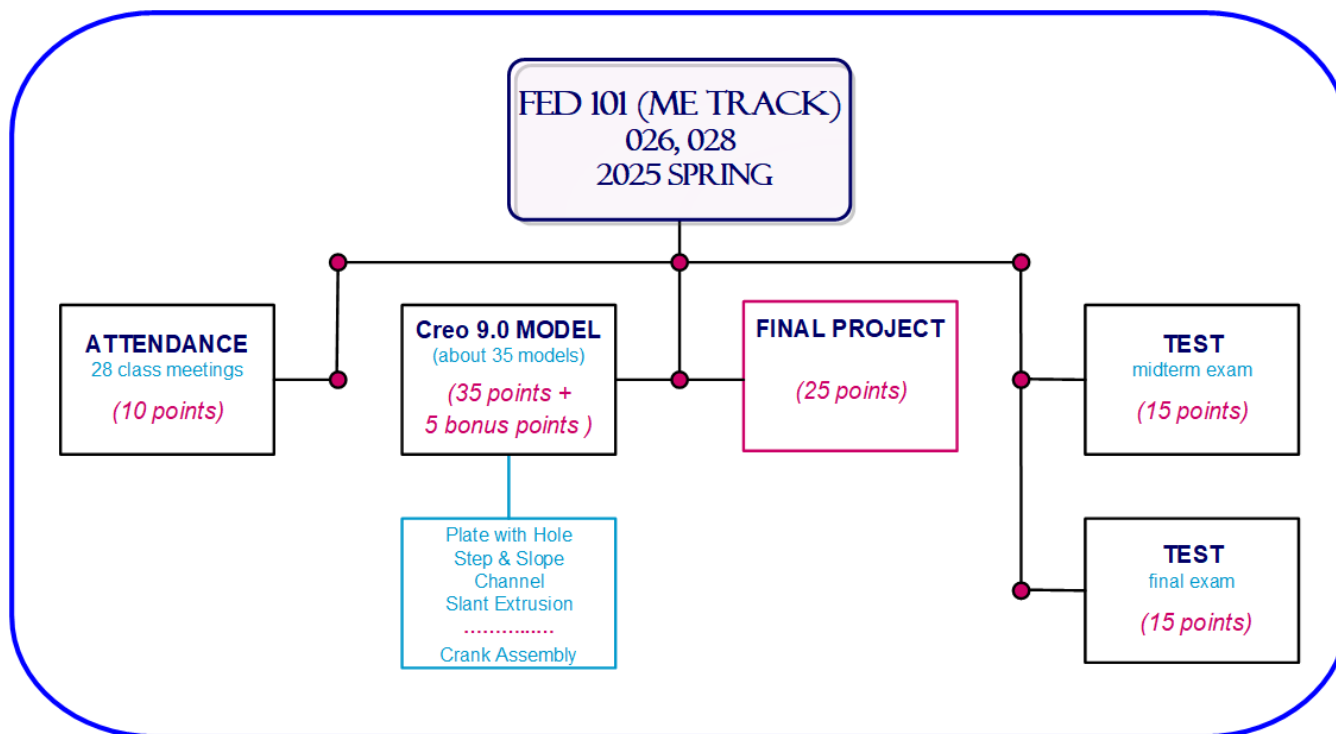 FED 101 (ME TRACK)
026, 028
2025 SPRING
ATTENDANCE
28 class meetings
(10 points)
Creo 9.0 MODEL
(about 35 models)
(35 points +
5 bonus points )
FINAL PROJECT
(25 points)
TEST
midterm exam
(15 points)
Plate with Hole
Step & Slope
Channel
Slant Extrusion
..............
Crank Assembly
TEST
final exam
(15 points)